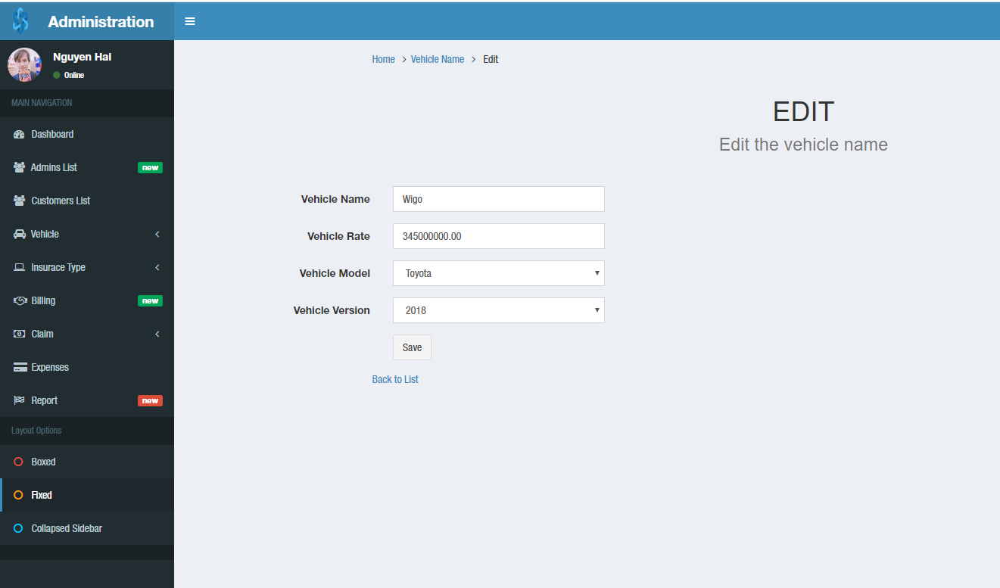 Administration
Nguyen Hai
Online
MAIN NAVIGATION
Dashboard
Admins List new
Customers List
Vehicle
Insurace Type
Billing new
Claim
Expenses
Report new
Layout Options
Boxed
Fixed
Collapsed Sidebar
Home > Vehicle Name > Edit
EDIT
Edit the vehicle name
Vehicle Name Wigo
Vehicle Rate 345000000.00
Vehicle Model Toyota
Vehicle Version 2018
Save
Back to List